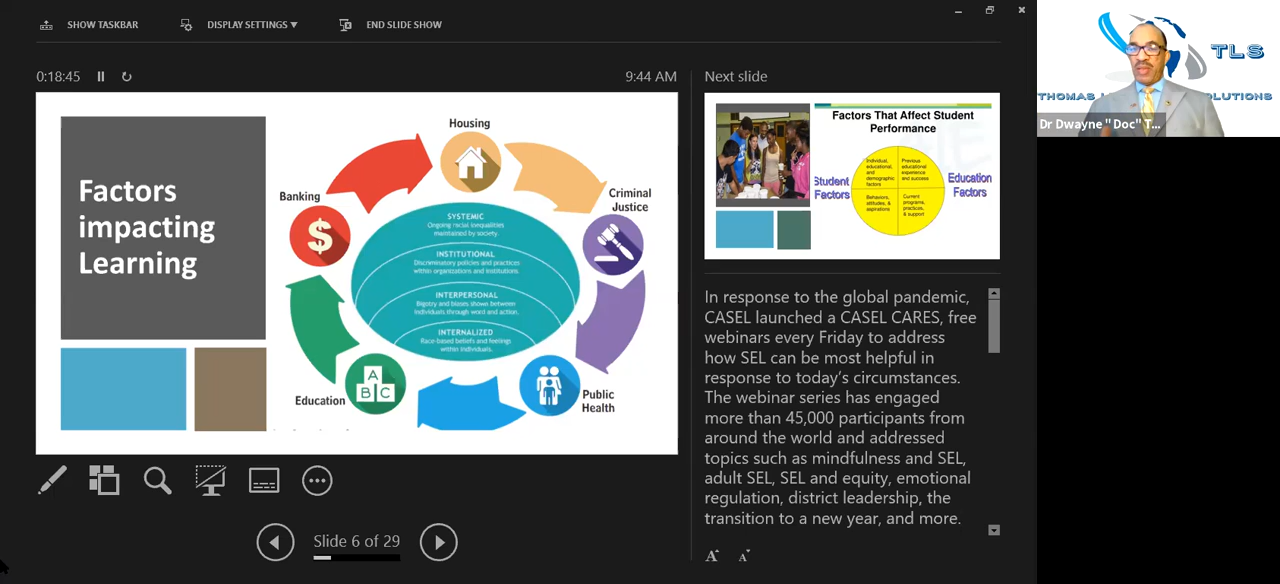 SHOW TASKBAR
DISPLAY SETTINGS ▼
END SLIDE SHOW
0:18:45
9:44 AM
Next slide
Factors
impacting
Learning
Housing
Banking
$
Criminal
Justice
SYSTEMIC
Ongoing racial inequalities
maintained by society.
INSTITUTIONAL
Discriminatory policies and practices
within organizations and institutions.
INTERPERSONAL
Bigotry and biases shown between
individuals through word and action.
INTERNALIZED
Race-based beliefs and feelings
within individuals.
A
B C
Education
Public
Health
Factors That Affect Student
Performance
Student
Factors
Individual,
educational,
and
demographic
factors
Previous
educational
experience
and success
Behaviors,
attitudes, &
aspirations
Current
programs,
practices,
& support
Education
Factors
In response to the global pandemic,
CASEL launched a CASEL CARES, free
webinars every Friday to address
how SEL can be most helpful in
response to today's circumstances.
The webinar series has engaged
more than 45,000 participants from
around the world and addressed
topics such as mindfulness and SEL,
adult SEL, SEL and equity, emotional
regulation, district leadership, the
transition to a new year, and more.
A A
Slide 6 of 29
TLS
THOMAS
Dr Dwayne "Doc" T...